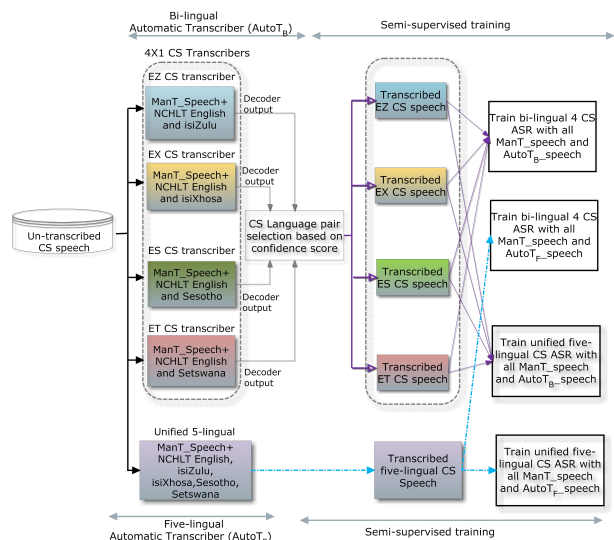 Bi-lingual
Automatic Transcriber (AutoT_B)
Semi-supervised training
4X1 CS Transcribers
EZ CS transcriber
ManT_Speech+
NCHLT English
and isiZulu
Decoder
output
EX CS transcriber
ManT_Speech+
NCHLT English
and isiXhosa
Decoder
output
Un-transcribed
CS speech
CS Language pair
selection based on
confidence score
ES CS transcriber
ManT_Speech+
NCHLT English
and Sesotho
Decoder
output
ET CS transcriber
ManT_Speech+
NCHLT English
and Setswana
Decoder
output
Transcribed
EZ CS speech
Transcribed
EX CS speech
Transcribed
ES CS speech
Transcribed
ET CS speech
Train bi-lingual 4 CS
ASR with all
ManT_speech and
AutoT_B_speech
Train bi-lingual 4 CS
ASR with all
ManT_speech and
AutoT_F_speech
Train unified five-
lingual CS ASR with
all ManT_speech
and AutoT_B_speech
Unified 5-lingual
ManT_Speech+
NCHLT English,
isiZulu,
isiXhosa,Sesotho,
Setswana
Transcribed
five-lingual CS
Speech
Train unified five-
lingual CS ASR with
all ManT_speech
and AutoT_F_speech
Five-lingual
Automatic Transcriber (AutoT
Semi-supervised training